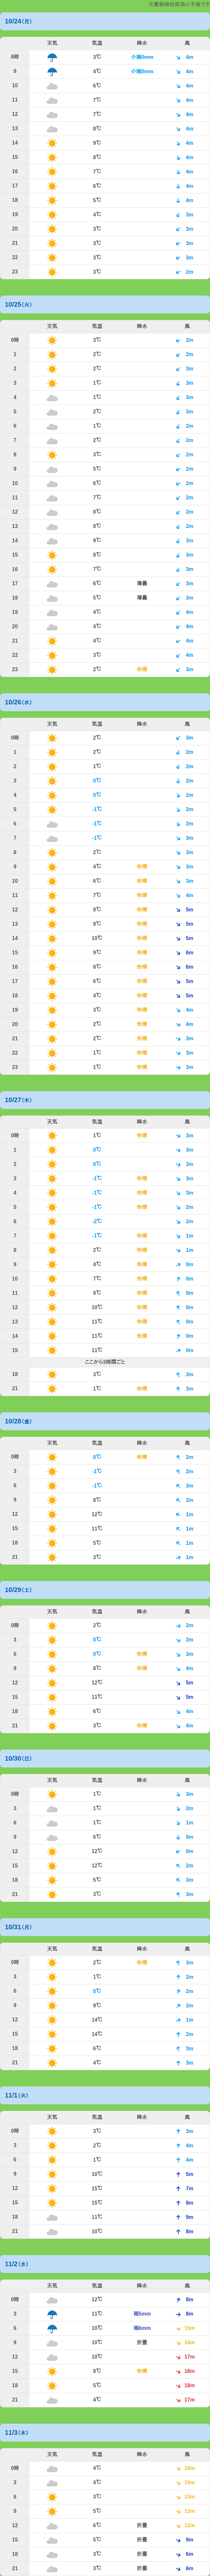 10/24(月)
天気 気温 降水 風
8時 3℃ 小雨0mm 4m
9 4℃ 小雨0mm 4m
10 6℃ 4m
11 7℃ 4m
12 7℃ 4m
13 8℃ 4m
14 9℃ 4m
15 8℃ 4m
16 7℃ 4m
17 6℃ 4m
18 5℃ 4m
19 4℃ 3m
20 3℃ 3m
21 3℃ 3m
22 3℃ 3m
23 3℃ 2m
10/25(火)
天気 気温 降水 風
0時 3℃ 2m
1 2℃ 2m
2 2℃ 3m
3 1℃ 3m
4 1℃ 2m
5 2℃ 2m
6 1℃ 2m
7 2℃ 2m
8 3℃ 2m
9 5℃ 2m
10 6℃ 2m
11 7℃ 2m
12 8℃ 2m
13 8℃ 2m
14 9℃ 3m
15 8℃ 3m
16 7℃ 3m
17 6℃ 薄曇 3m
18 5℃ 薄曇 3m
19 4℃ 4m
20 4℃ 4m
21 4℃ 4m
22 3℃ 4m
23 2℃ 快晴 3m
10/26(水)
天気 気温 降水 風
0時 2℃ 3m
1 2℃ 2m
2 1℃ 2m
3 0℃ 2m
4 0℃ 2m
5 -1℃ 2m
6 -1℃ 2m
7 -1℃ 3m
8 2℃ 3m
9 4℃ 快晴 3m
10 6℃ 快晴 3m
11 7℃ 快晴 4m
12 8℃ 快晴 5m
13 9℃ 快晴 5m
14 10℃ 快晴 5m
15 9℃ 快晴 6m
16 8℃ 快晴 6m
17 6℃ 快晴 5m
18 4℃ 快晴 5m
19 3℃ 快晴 4m
20 2℃ 快晴 4m
21 2℃ 快晴 3m
22 1℃ 快晴 3m
23 1℃ 快晴 3m
10/27(木)
天気 気温 降水 風
0時 1℃ 快晴 3m
1 0℃ 3m
2 0℃ 3m
3 -1℃ 快晴 3m
4 -1℃ 快晴 3m
5 -1℃ 快晴 2m
6 -2℃ 2m
7 -1℃ 快晴 1m
8 2℃ 快晴 1m
9 4℃ 快晴 0m
10 7℃ 快晴 0m
11 9℃ 快晴 0m
12 10℃ 快晴 0m
13 11℃ 快晴 0m
14 11℃ 快晴 0m
15 11℃ 0m
ここから3時間ごと
18 3℃ 3m
21 1℃ 快晴 3m
10/28(金)
天気 気温 降水 風
0時 0℃ 快晴 2m
3 -1℃ 2m
6 -1℃ 3m
9 8℃ 2m
12 12℃ 1m
15 11℃ 1m
18 5℃ 1m
21 3℃ 1m
10/29(土)
天気 気温 降水 風
0時 2℃ 2m
3 0℃ 2m
6 0℃ 快晴 3m
9 8℃ 快晴 4m
12 12℃ 5m
15 11℃ 5m
18 6℃ 4m
21 3℃ 快晴 4m
10/30(日)
天気 気温 降水 風
0時 1℃ 3m
3 1℃ 2m
6 1℃ 1m
9 6℃ 0m
12 12℃ 0m
15 12℃ 2m
18 5℃ 3m
21 3℃ 3m
10/31(月)
天気 気温 降水 風
0時 2℃ 快晴 3m
3 1℃ 2m
6 0℃ 2m
9 9℃ 2m
12 14℃ 1m
15 14℃ 2m
18 6℃ 3m
21 4℃ 3m
11/1(火)
天気 気温 降水 風
0時 3℃ 3m
3 2℃ 4m
6 1℃ 4m
9 10℃ 5m
12 15℃ 7m
15 15℃ 8m
18 11℃ 9m
21 10℃ 8m
11/2(水)
天気 気温 降水 風
0時 12℃ 8m
3 11℃ 雨5mm 8m
6 10℃ 雨6mm 15m
9 10℃ 折曇 16m
12 10℃ 17m
15 8℃ 快晴 18m
18 5℃ 18m
21 4℃ 17m
11/3(木)
天気 気温 降水 風
0時 4℃ 16m
3 4℃ 15m
6 3℃ 13m
9 5℃ 13m
12 6℃ 折曇 12m
15 5℃ 折曇 9m
18 3℃ 折曇 6m
21 3℃ 折曇 6m